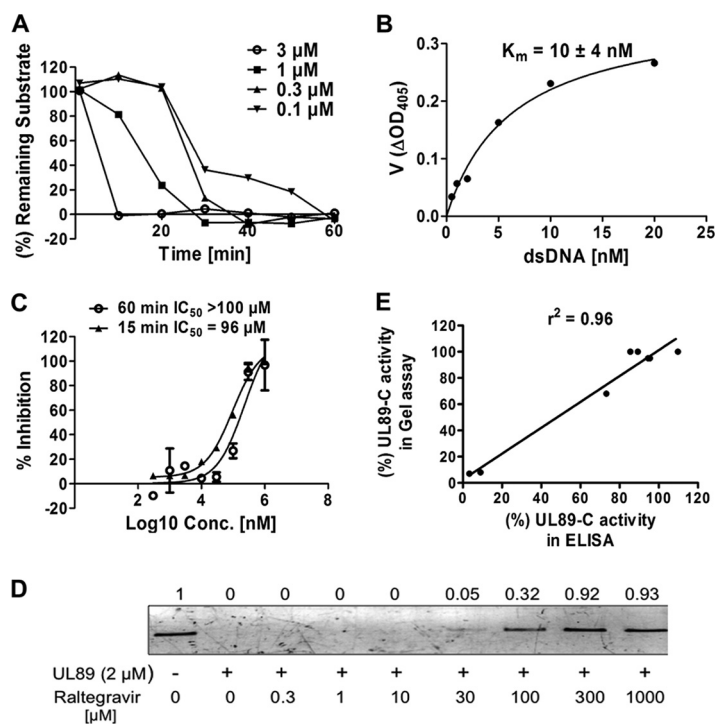 A
3 μM
1 μM
0.3 μM
0.1 μM
(%) Remaining Substrate
120
100
80
60
40
20
0
-20
20
40
60
Time [min]
B
Km = 10 ± 4 nM
V (ΔOD405)
0.3
0.2
0.1
0.0
0
5
10
15
20
25
dsDNA [nM]
C
60 min IC50 >100 μM
15 min IC50 = 96 μM
% Inhibition
120
100
80
60
40
20
0
-20
2
4
6
8
Log10 Conc. [nM]
E
r2 = 0.96
(%) UL89-C activity
in Gel assay
120
100
80
60
40
20
0
0
20
40
60
80
100
120
(%) UL89-C activity
in ELISA
D
1 0 0 0 0 0.05 0.32 0.92 0.93
UL89 (2 μM) - + + + + + + + +
Raltegravir 0 0 0.3 1 10 30 100 300 1000
[μM]